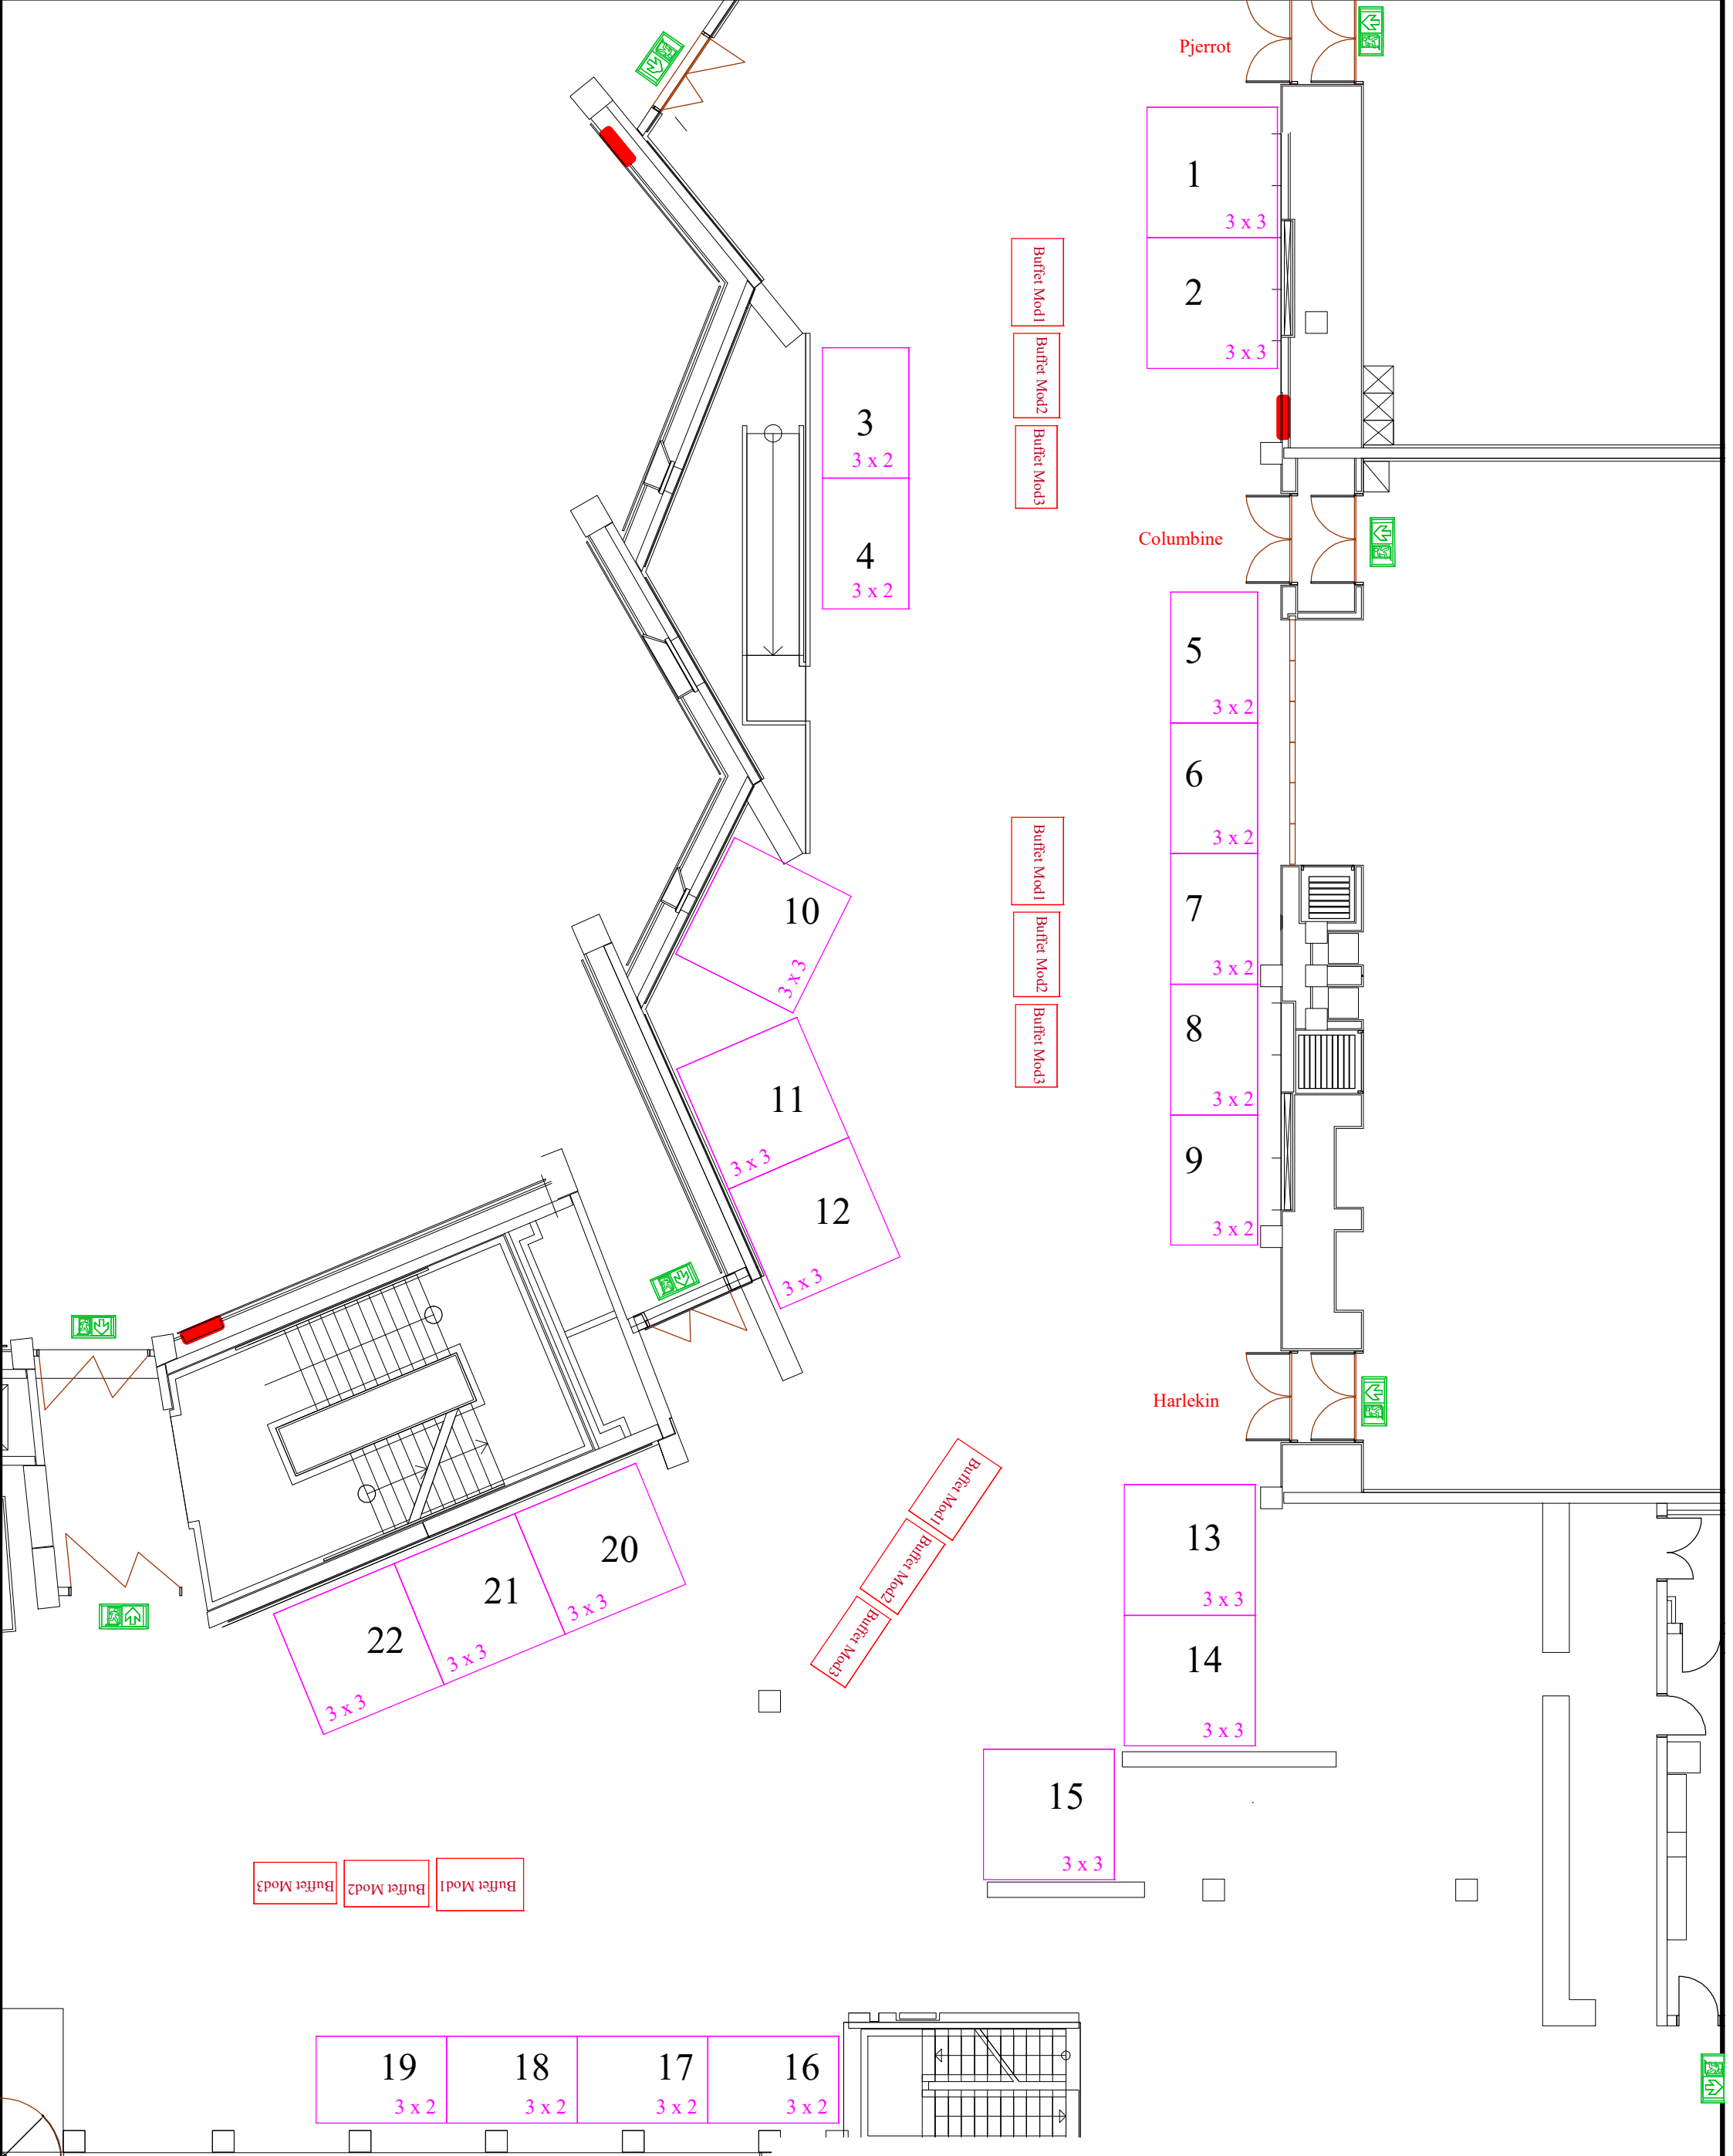 Pjerrot
1
3 x 3
2
3 x 3
Buffet Mod1
Buffet Mod2
Buffet Mod3
3
3 x 2
4
3 x 2
Columbine
5
3 x 2
6
3 x 2
7
3 x 2
8
3 x 2
9
3 x 2
Buffet Mod1
Buffet Mod2
Buffet Mod3
10
3 x 3
11
3 x 3
12
3 x 3
Harlekin
Buffet Mod1
Buffet Mod2
Buffet Mod3
13
3 x 3
14
3 x 3
15
3 x 3
20
3 x 3
21
3 x 3
22
3 x 3
Buffet Mod3
Buffet Mod2
Buffet Mod1
19
3 x 2
18
3 x 2
17
3 x 2
16
3 x 2